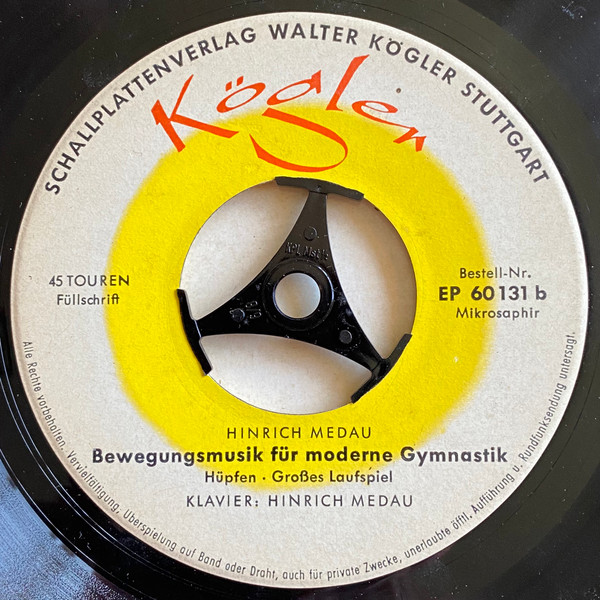 SCHALLPLATTENVERLAG WALTER KÖGLER STUTTGART
Kögler
45 TOUREN
Füllschrift
Bestell-Nr.
EP 60131 b
Mikrosaphir
HINRICH MEDAU
Bewegungsmusik für moderne Gymnastik
Hüpfen · Großes Laufspiel
KLAVIER: HINRICH MEDAU
Alle Rechte vorbehalten. Vervielfältigung, Überspielung auf Band oder Draht, auch für private Zwecke, unerlaubte öfftl. Aufführung u. Rundfunksendung untersagt.